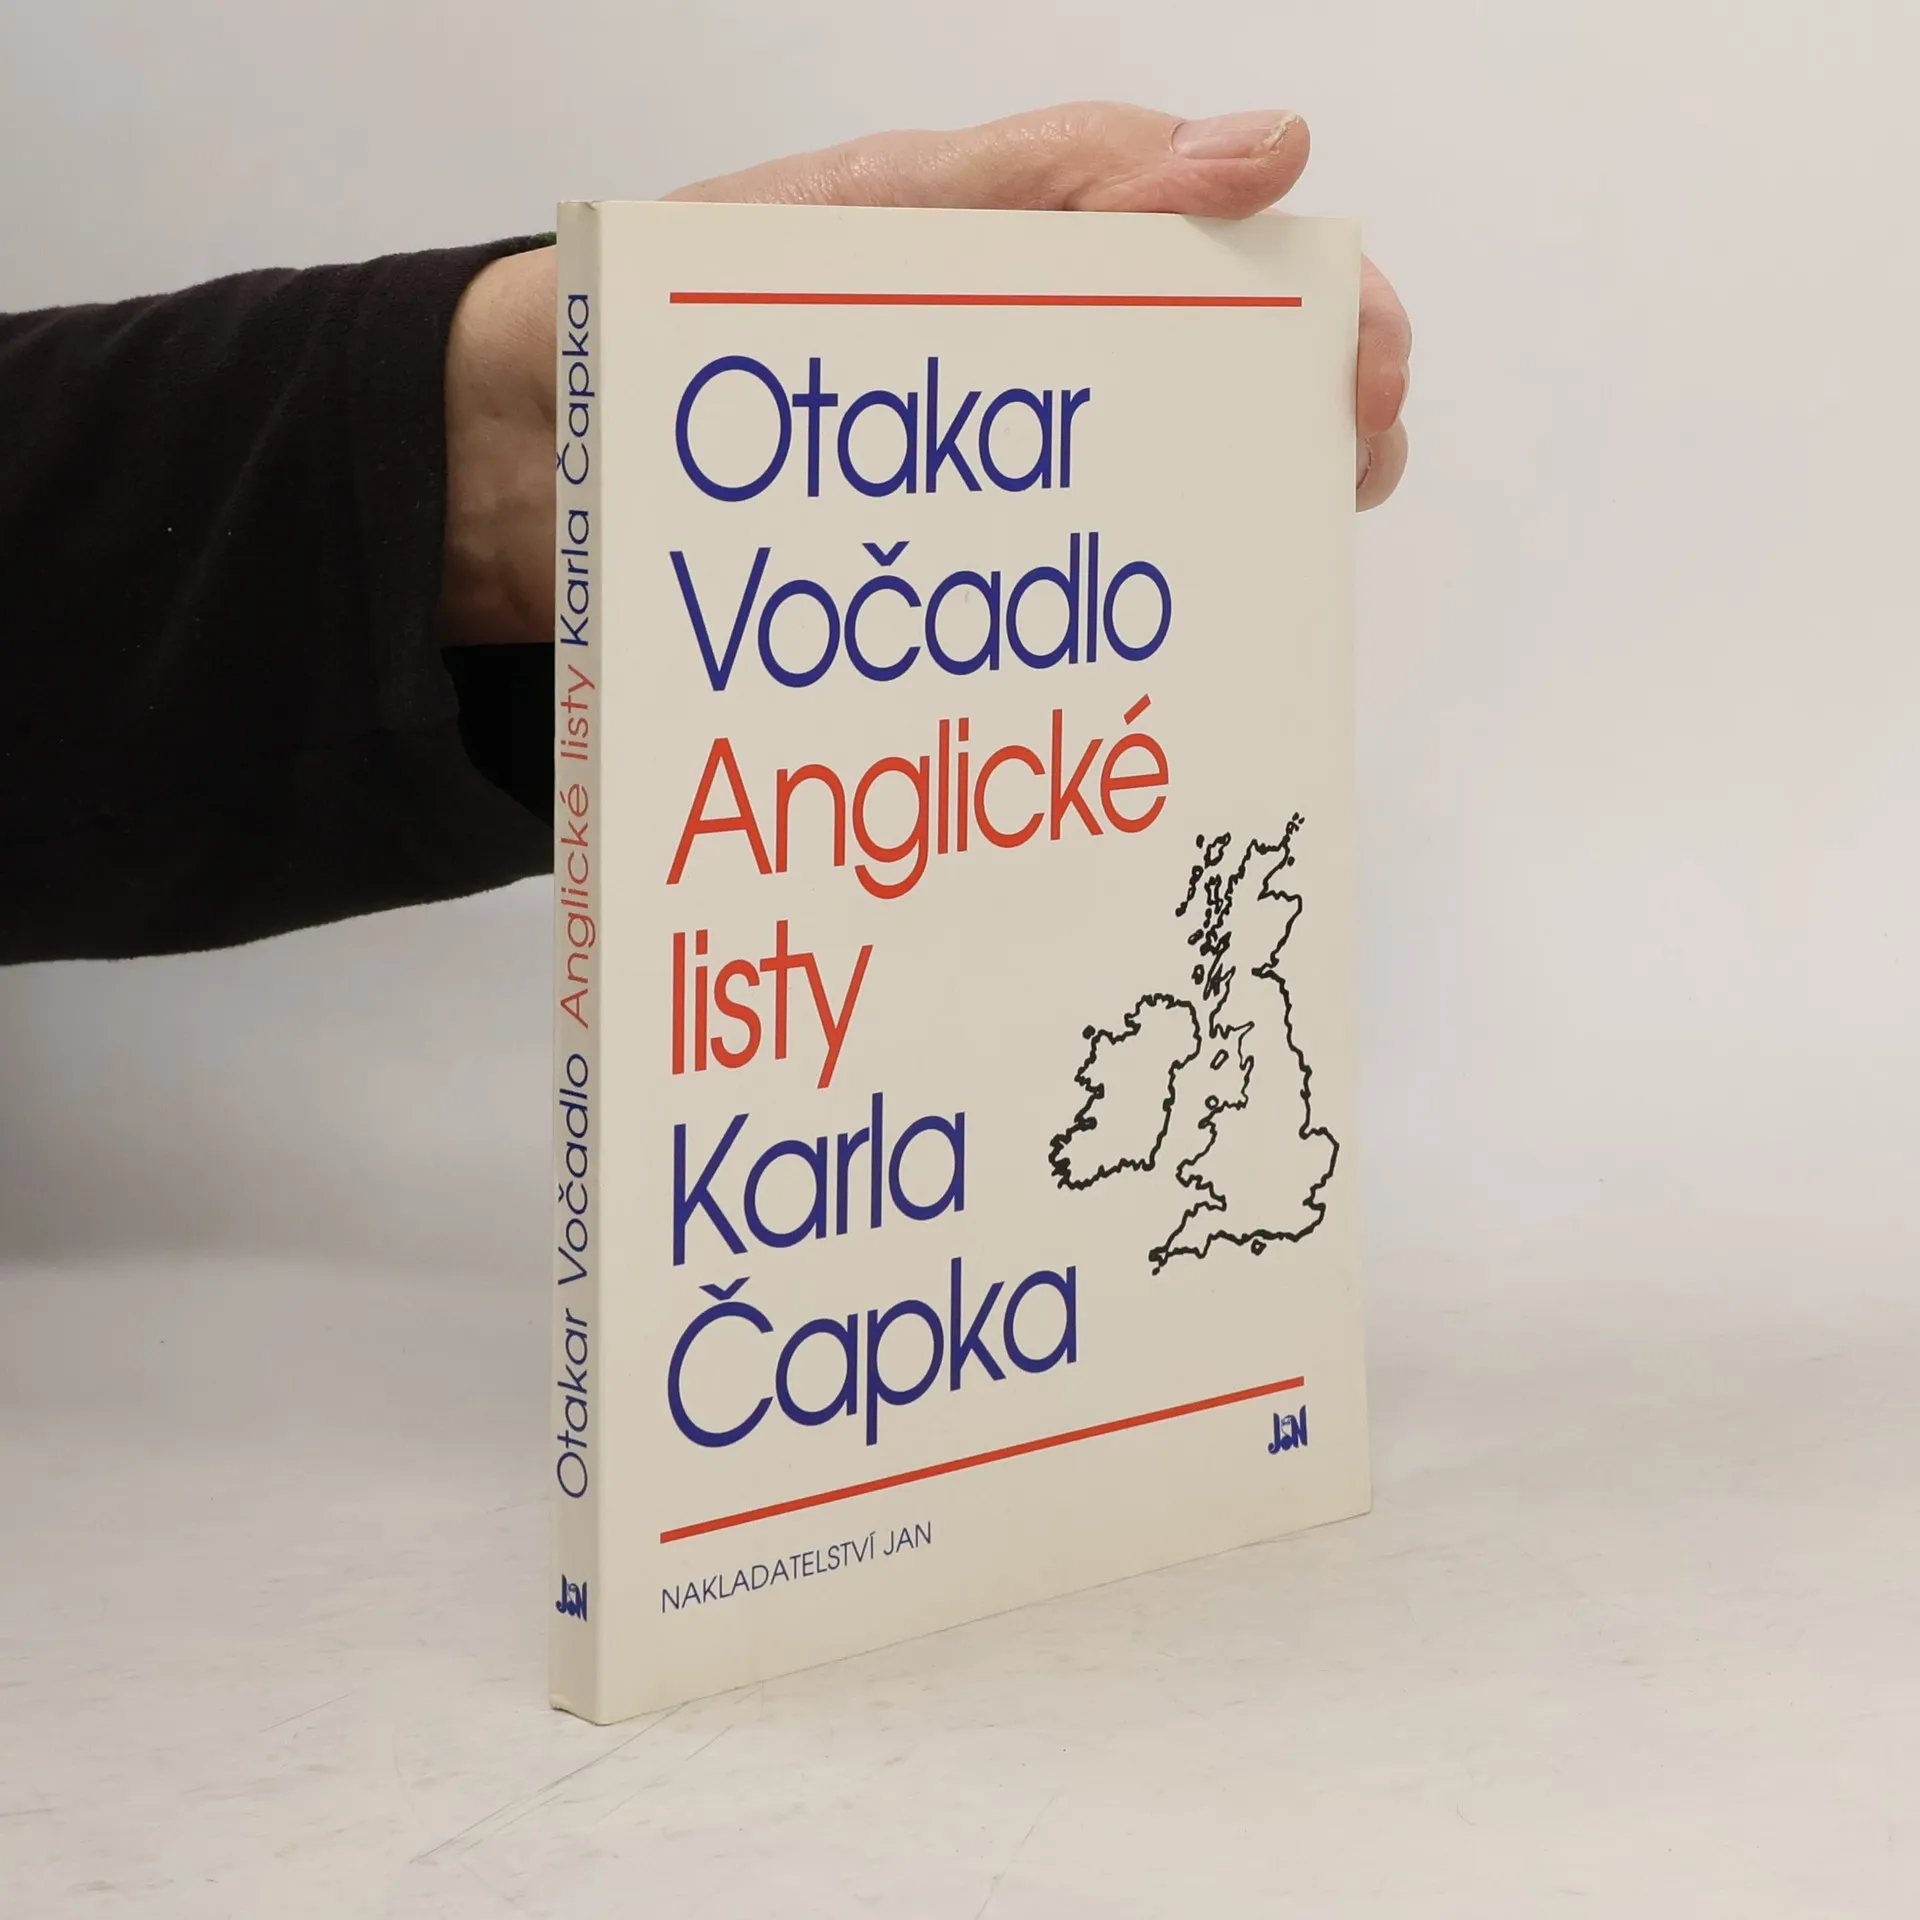 Otakar
Vočadlo
Anglické
listy
Karla
Čapka
JAN
NAKLADATELSTVÍ JAN
Otakar Vočadlo Anglické listy Karla Čapka
JAN